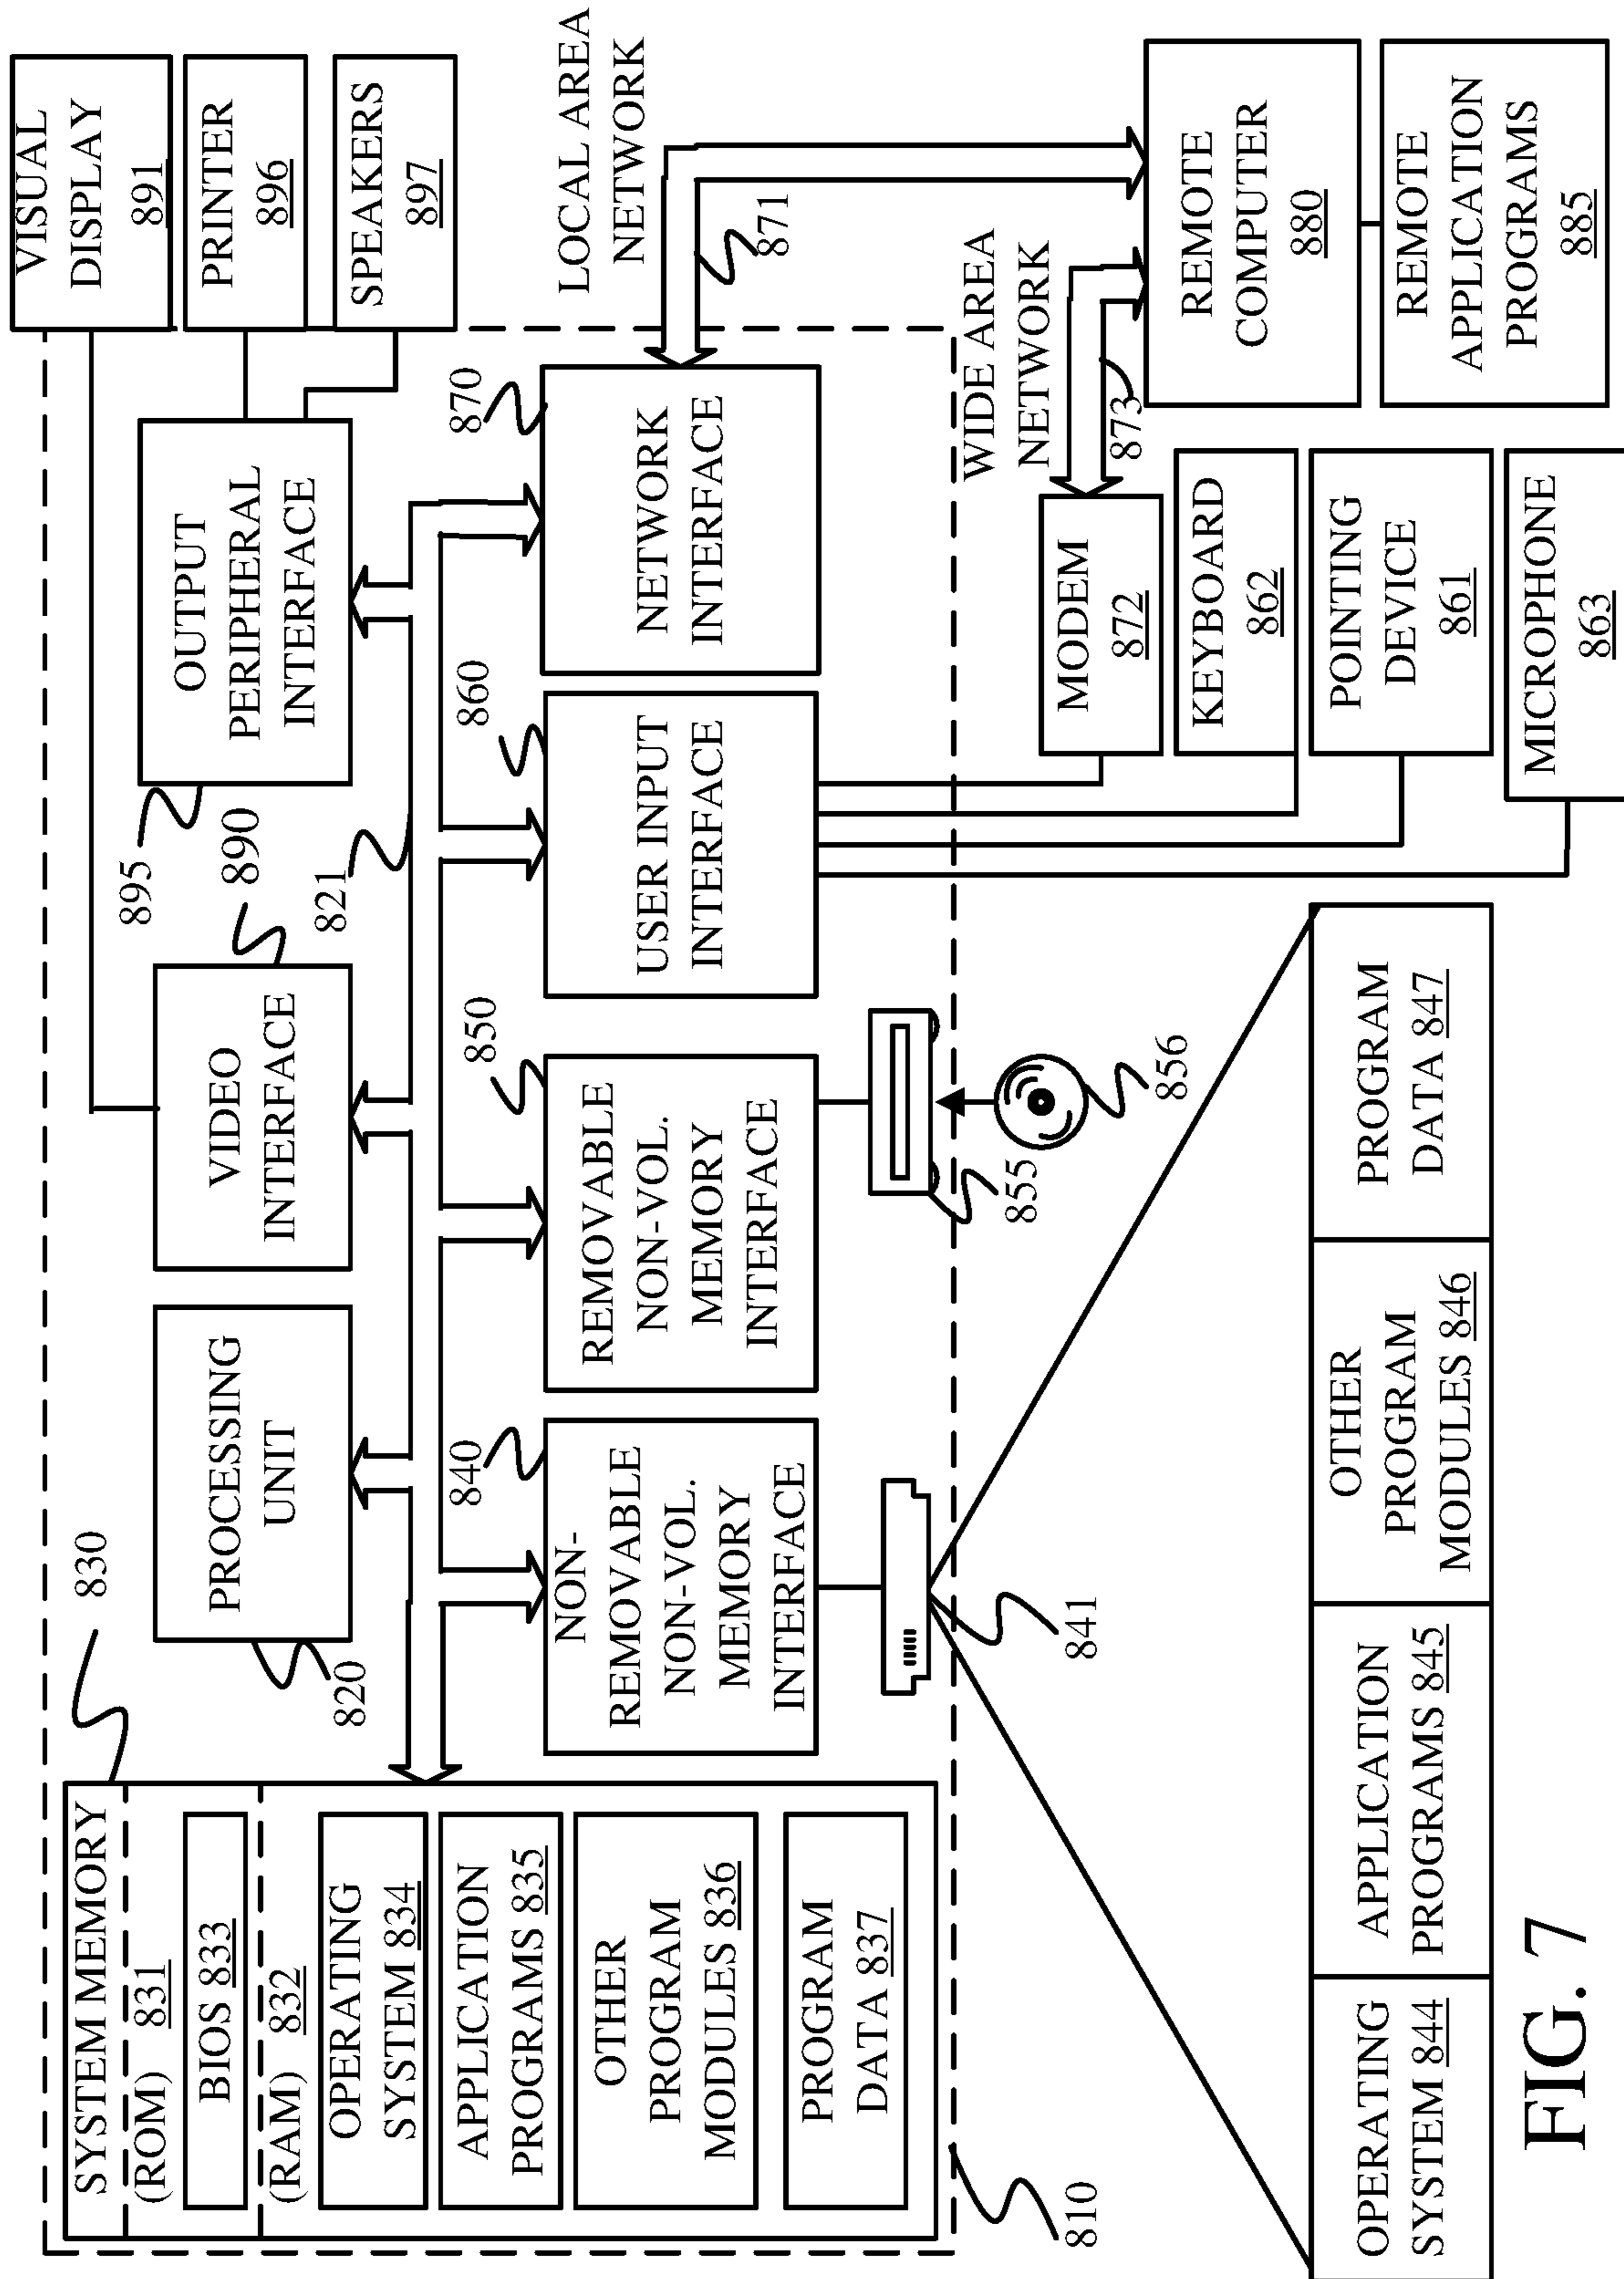 SYSTEM MEMORY
(ROM) 831
BIOS 833
(RAM) 832
OPERATING
SYSTEM 834
APPLICATION
PROGRAMS 835
OTHER
PROGRAM
MODULES 836
PROGRAM
DATA 837
810
830
PROCESSING
UNIT
820
VIDEO
INTERFACE
890
OUTPUT
PERIPHERAL
INTERFACE
895
821
VISUAL
DISPLAY
891
PRINTER
896
SPEAKERS
897
NON-
REMOVABLE
NON-VOL.
MEMORY
INTERFACE
840
REMOVABLE
NON-VOL.
MEMORY
INTERFACE
850
USER INPUT
INTERFACE
860
NETWORK
INTERFACE
870
LOCAL AREA
NETWORK
871
841
855
856
WIDE AREA
NETWORK
873
MODEM
872
KEYBOARD
862
POINTING
DEVICE
861
MICROPHONE
863
REMOTE
COMPUTER
880
REMOTE
APPLICATION
PROGRAMS
885
OPERATING
SYSTEM 844
APPLICATION
PROGRAMS 845
OTHER
PROGRAM
MODULES 846
PROGRAM
DATA 847
FIG. 7